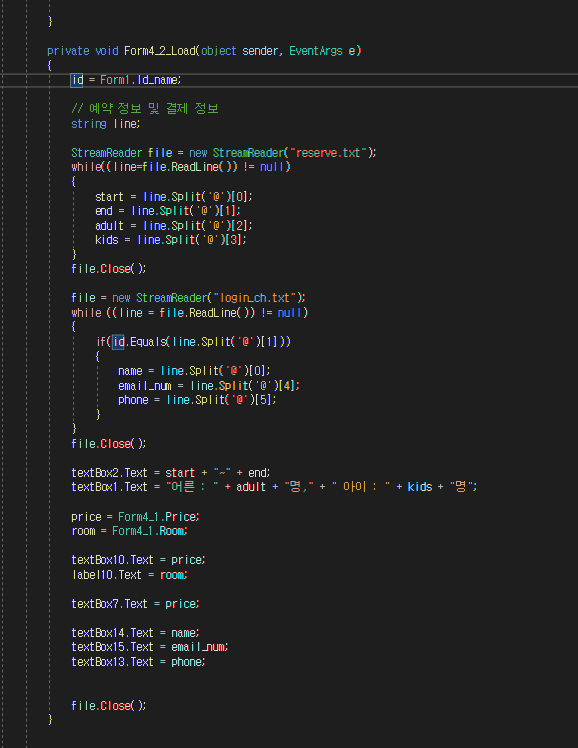 }
private void Form4_2_Load(object sender, EventArgs e)
{
id = Form1.Id_name;
// 예약 정보 및 결제 정보
string line;
StreamReader file = new StreamReader("reserve.txt");
while((line=file.ReadLine()) != null)
{
start = line.Split('@')[0];
end = line.Split('@')[1];
adult = line.Split('@')[2];
kids = line.Split('@')[3];
}
file.Close();
file = new StreamReader("login_ch.txt");
while ((line = file.ReadLine()) != null)
{
if(id.Equals(line.Split('@')[1]))
{
name = line.Split('@')[0];
email_num = line.Split('@')[4];
phone = line.Split('@')[5];
}
}
file.Close();
textBox2.Text = start + "~" + end;
textBox1.Text = "어른 : " + adult + "명," + " 아이 : " + kids + "명";
price = Form4_1.Price;
room = Form4_1.Room;
textBox10.Text = price;
label10.Text = room;
textBox7.Text = price;
textBox14.Text = name;
textBox15.Text = email_num;
textBox13.Text = phone;
file.Close();
}